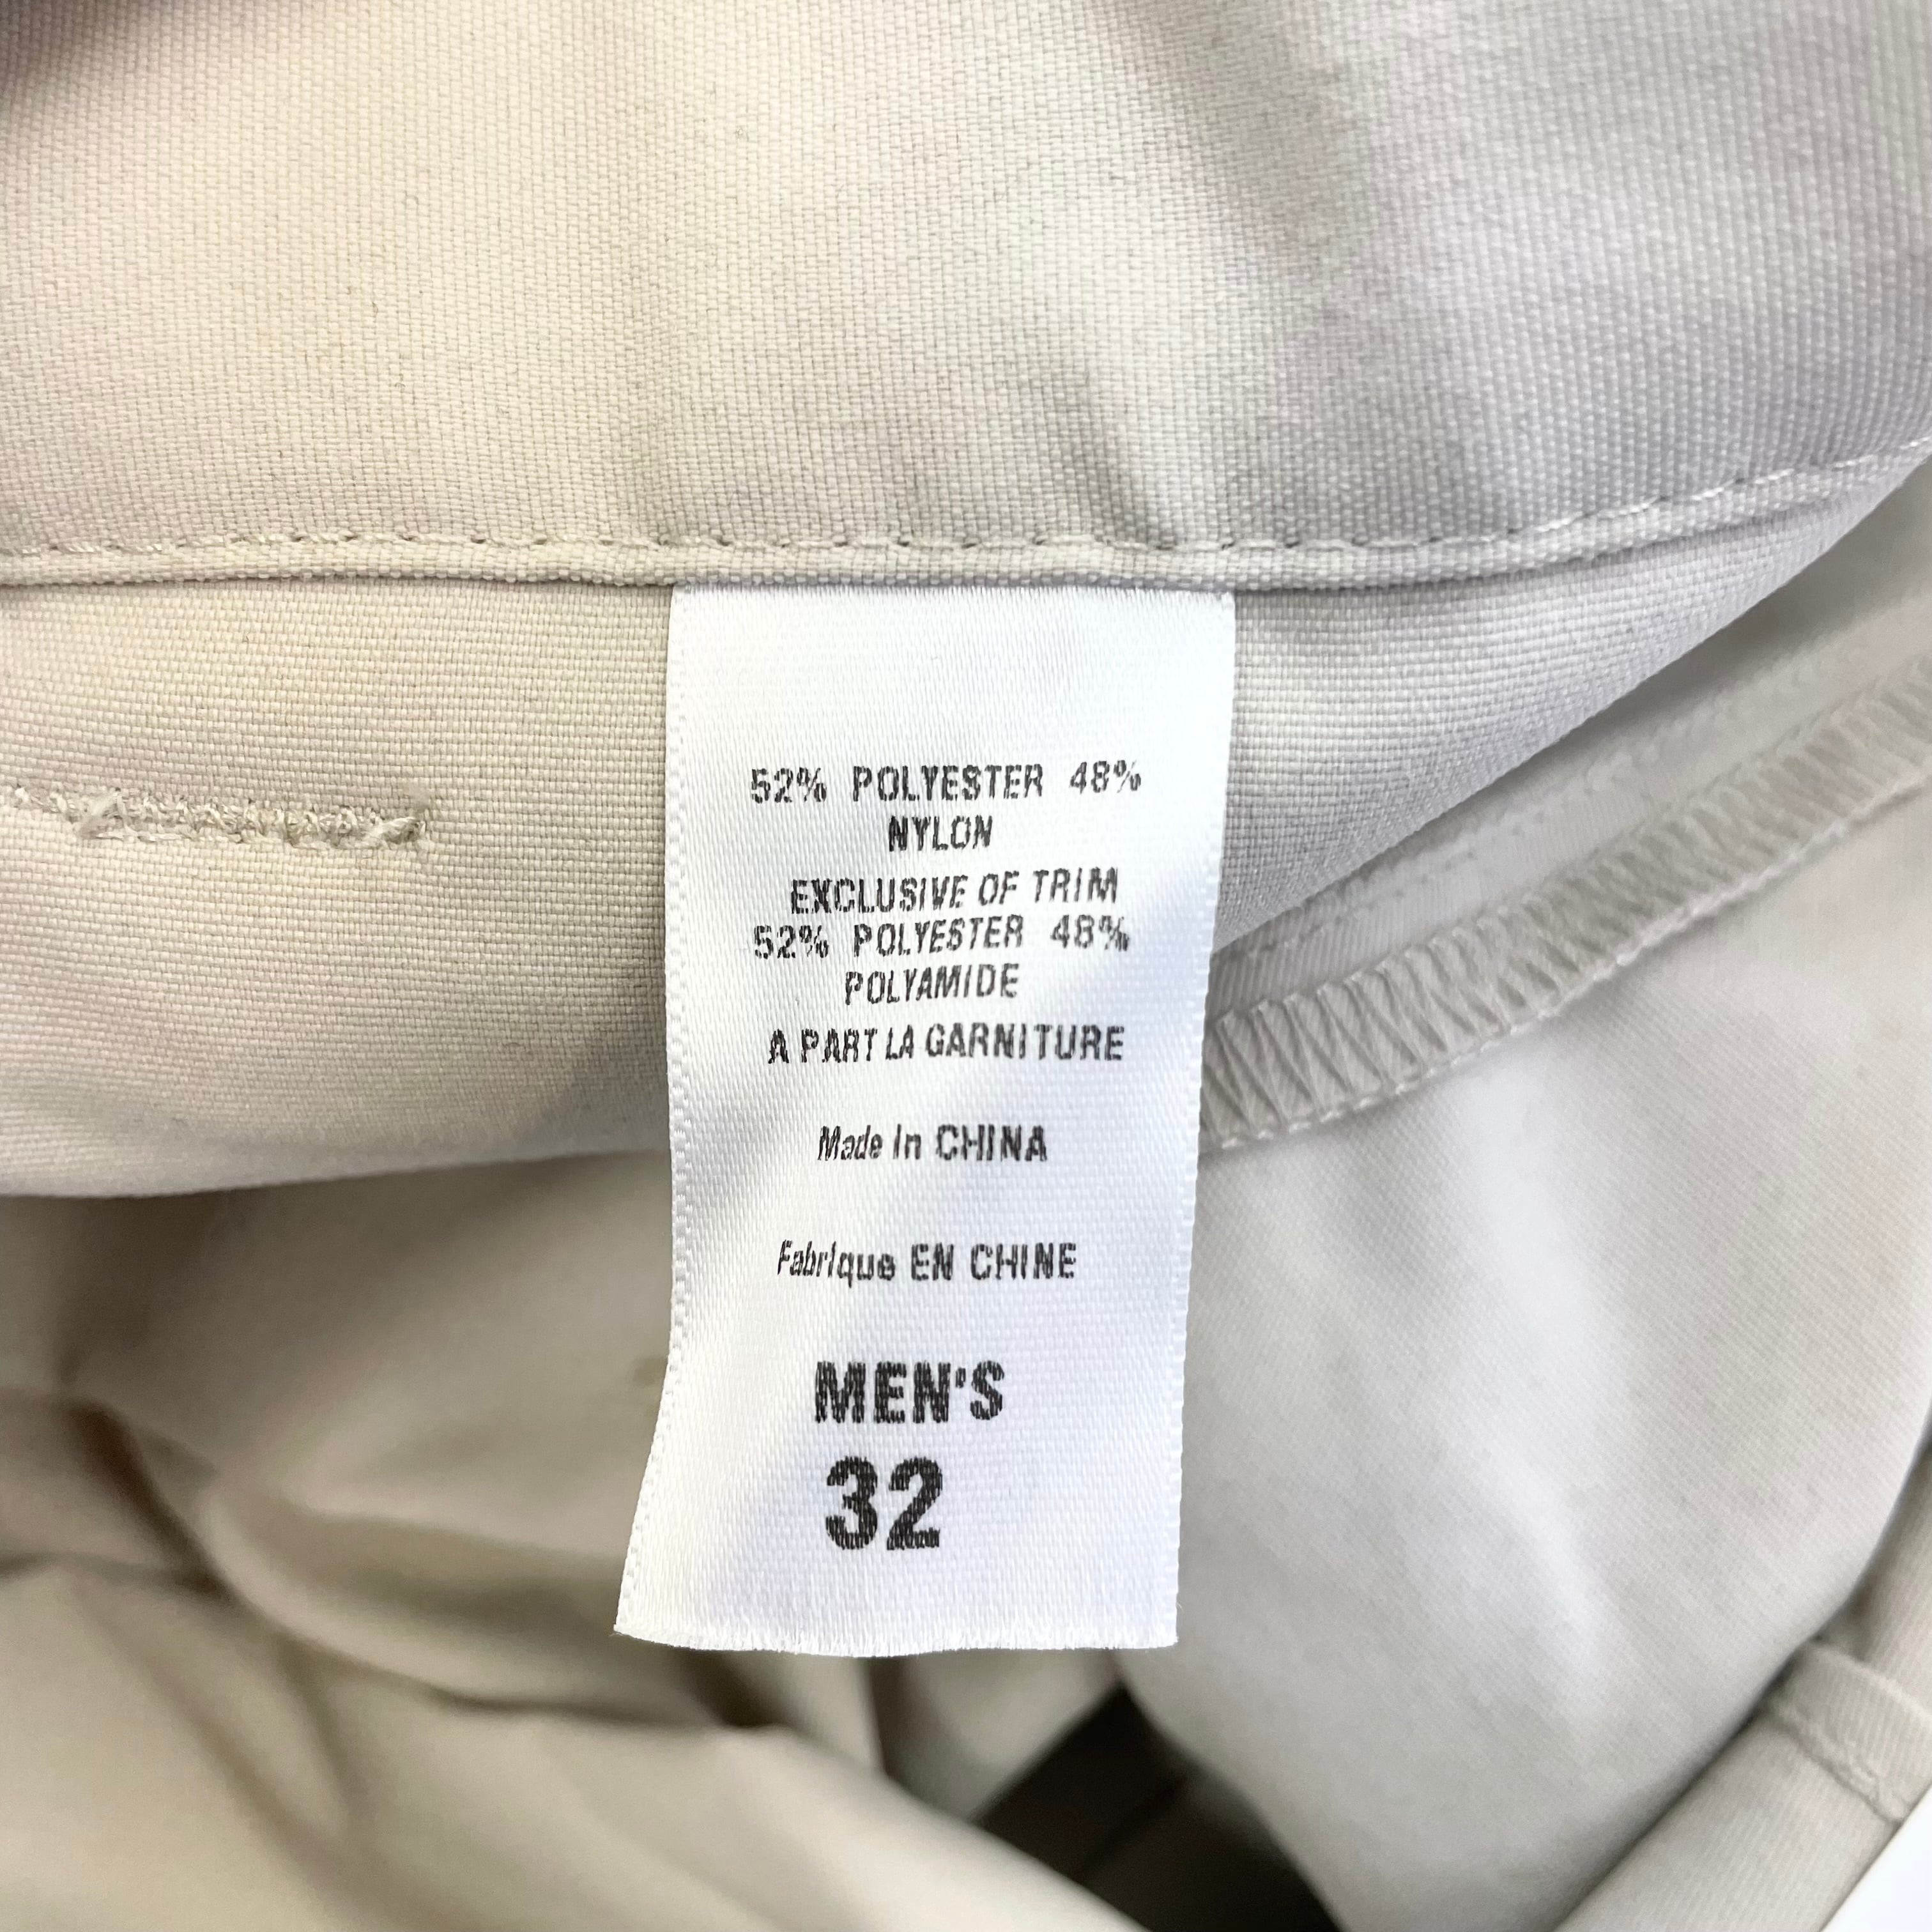 52% POLYESTER 48%
NYLON
EXCLUSIVE OF TRIM
52% POLYESTER 48%
POLYAMIDE
A PART LA GARNITURE
Made In CHINA
Fabrique EN CHINE
MEN'S
32